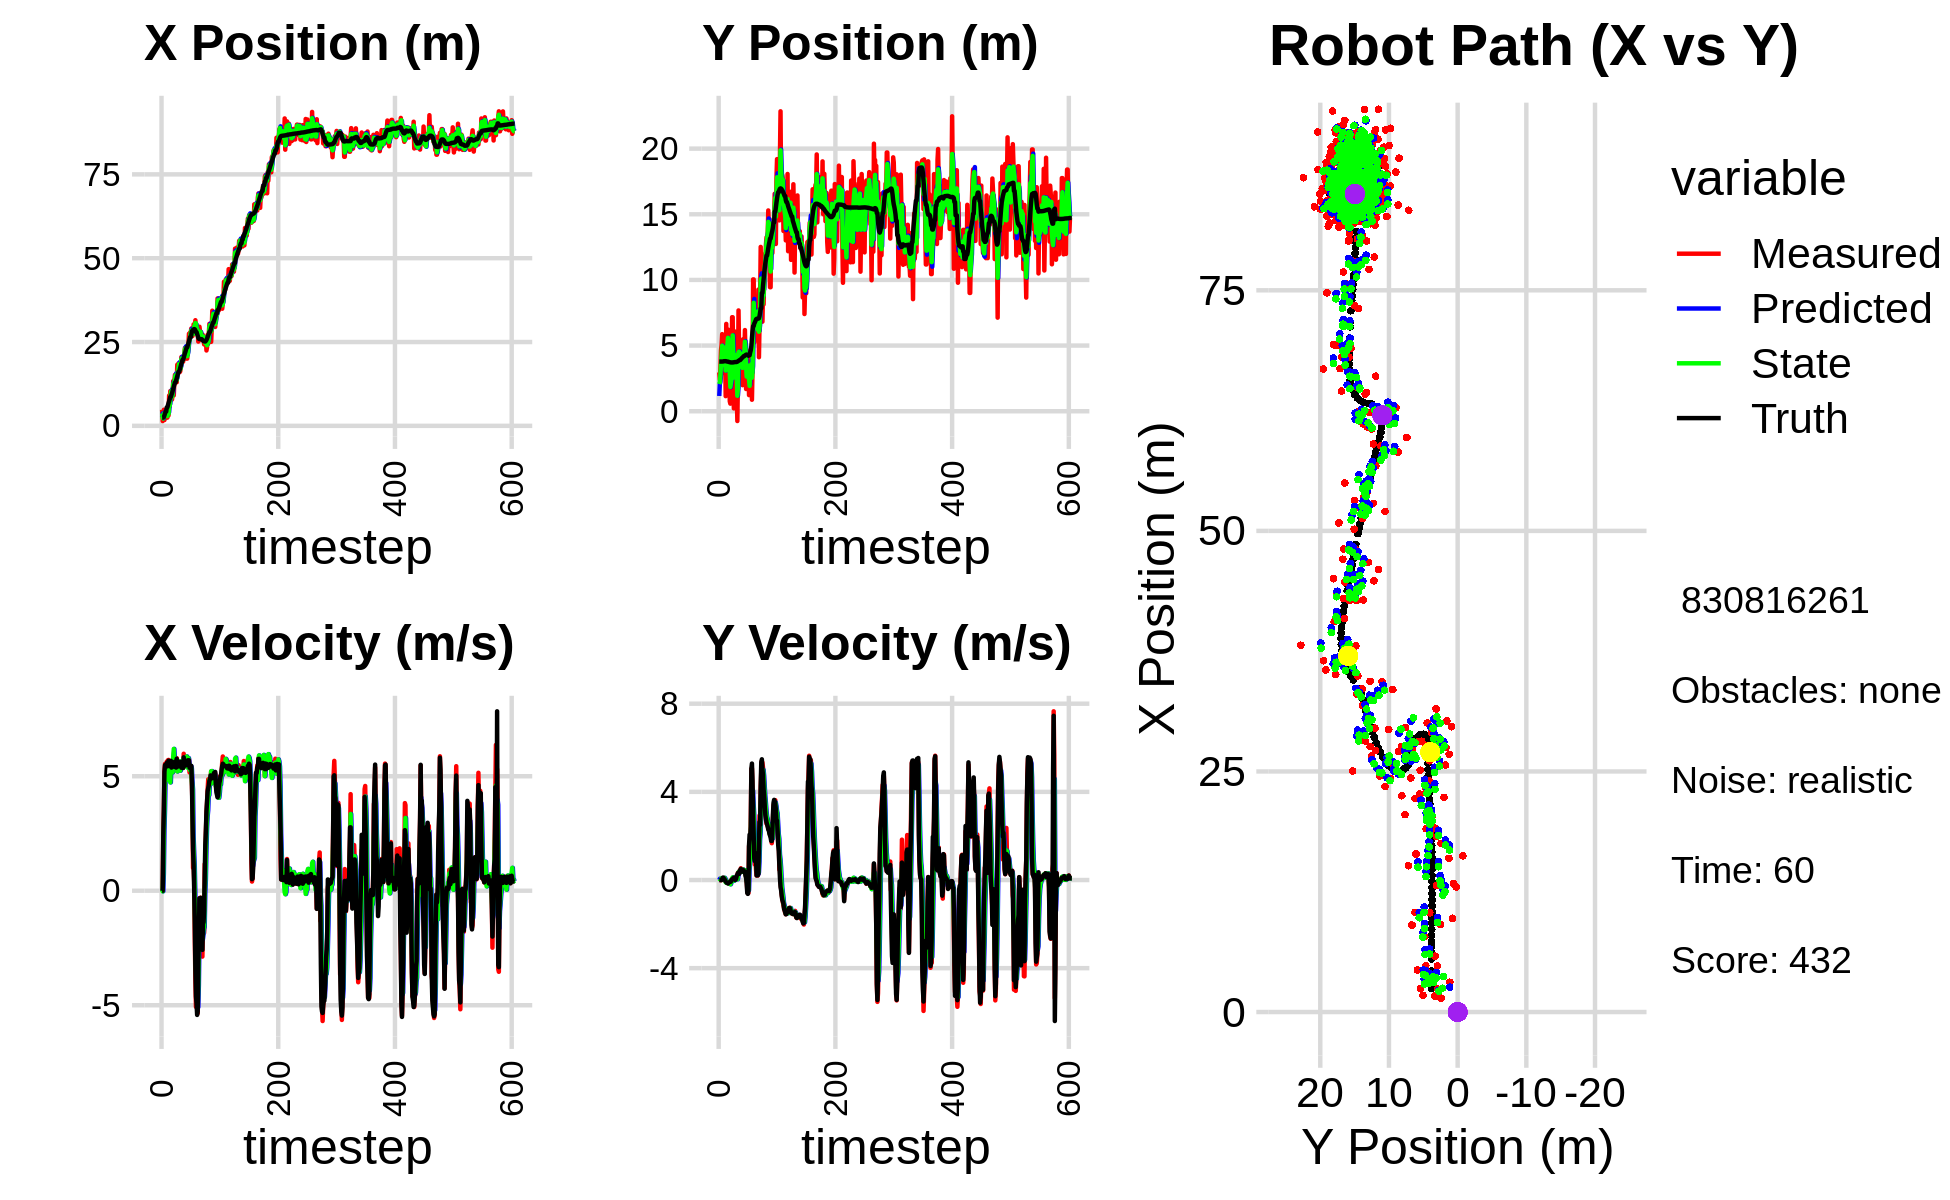 X Position (m)
75
50
25
0
0
200
400
600
timestep
Y Position (m)
20
15
10
5
0
0
200
400
600
timestep
X Velocity (m/s)
5
0
-5
0
200
400
600
timestep
Y Velocity (m/s)
8
4
0
-4
0
200
400
600
timestep
Robot Path (X vs Y)
X Position (m)
75
50
25
0
20 10 0 -10 -20
Y Position (m)
variable
Measured
Predicted
State
Truth
830816261
Obstacles: none
Noise: realistic
Time: 60
Score: 432